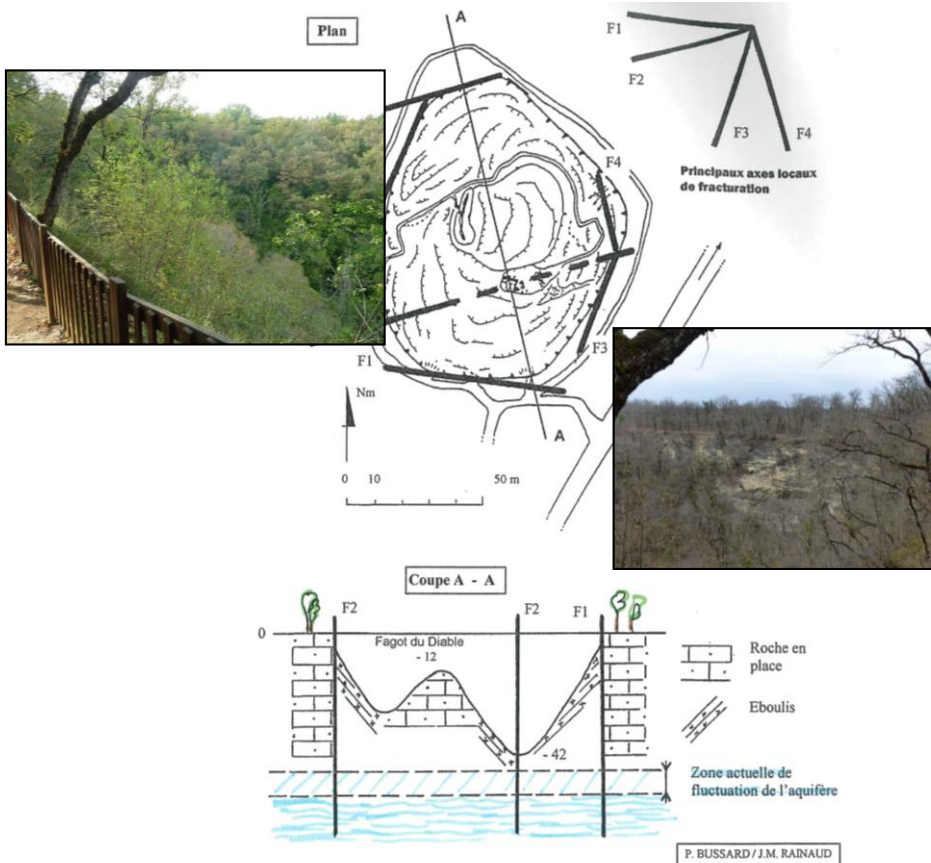 Plan
A
F1
F2
F3
F4
Principaux axes locaux
de fracturation
F4
F3
F1
Nm
A
0 10 50 m
Coupe A - A
F2
F2
F1
0
Fagot du Diable
- 12
- 42
Roche en
place
Eboulis
Zone actuelle de
fluctuation de l'aquifère
P. BUSSARD / J.M. RAINAUD